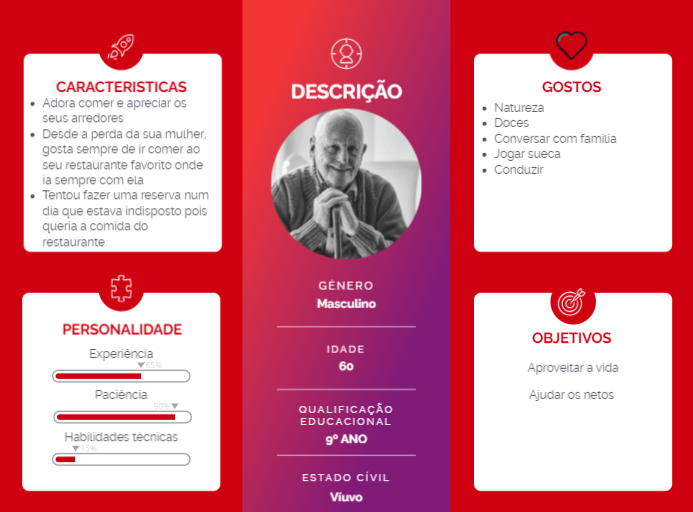 CARACTERISTICAS
Adora comer e apreciar os
seus arredores
Desde a perda da sua mulher,
gosta sempre de ir comer ao
seu restaurante favorito onde
ia sempre com ela
Tentou fazer uma reserva num
dia que estava indisposto pois
queria a comida do
restaurante.
PERSONALIDADE
Experiência
65%
Paciência
90%
Habilidades técnicas
15%
DESCRIÇÃO
GÊNERO
Masculino
IDADE
60
QUALIFICAÇÃO
EDUCACIONAL
9º ANO
ESTADO CÍVIL
Víuvo
GOSTOS
Natureza
Doces
Conversar com família
Jogar sueca
Conduzir
OBJETIVOS
Aproveitar a vida
Ajudar os netos